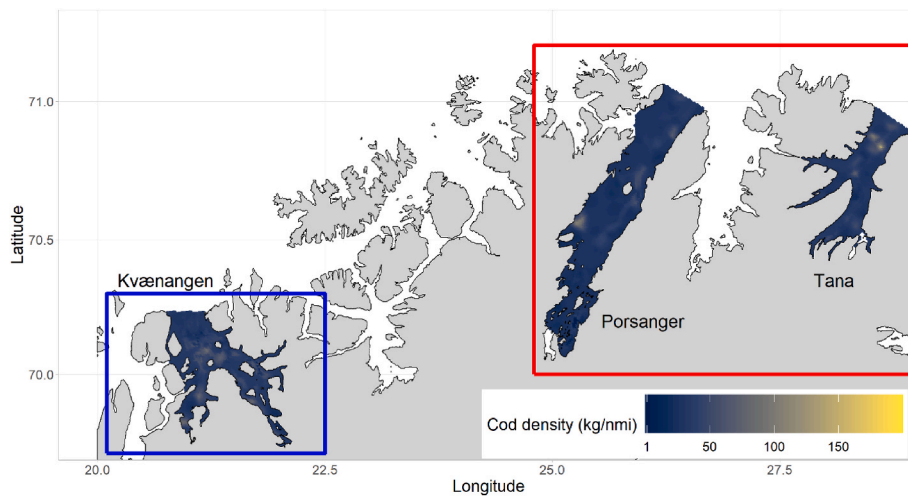 71.0
70.5
70.0
Latitude
Kvænangen
Porsanger
Tana
Cod density (kg/nmi)
1 50 100 150
20.0 22.5 25.0 27.5
Longitude